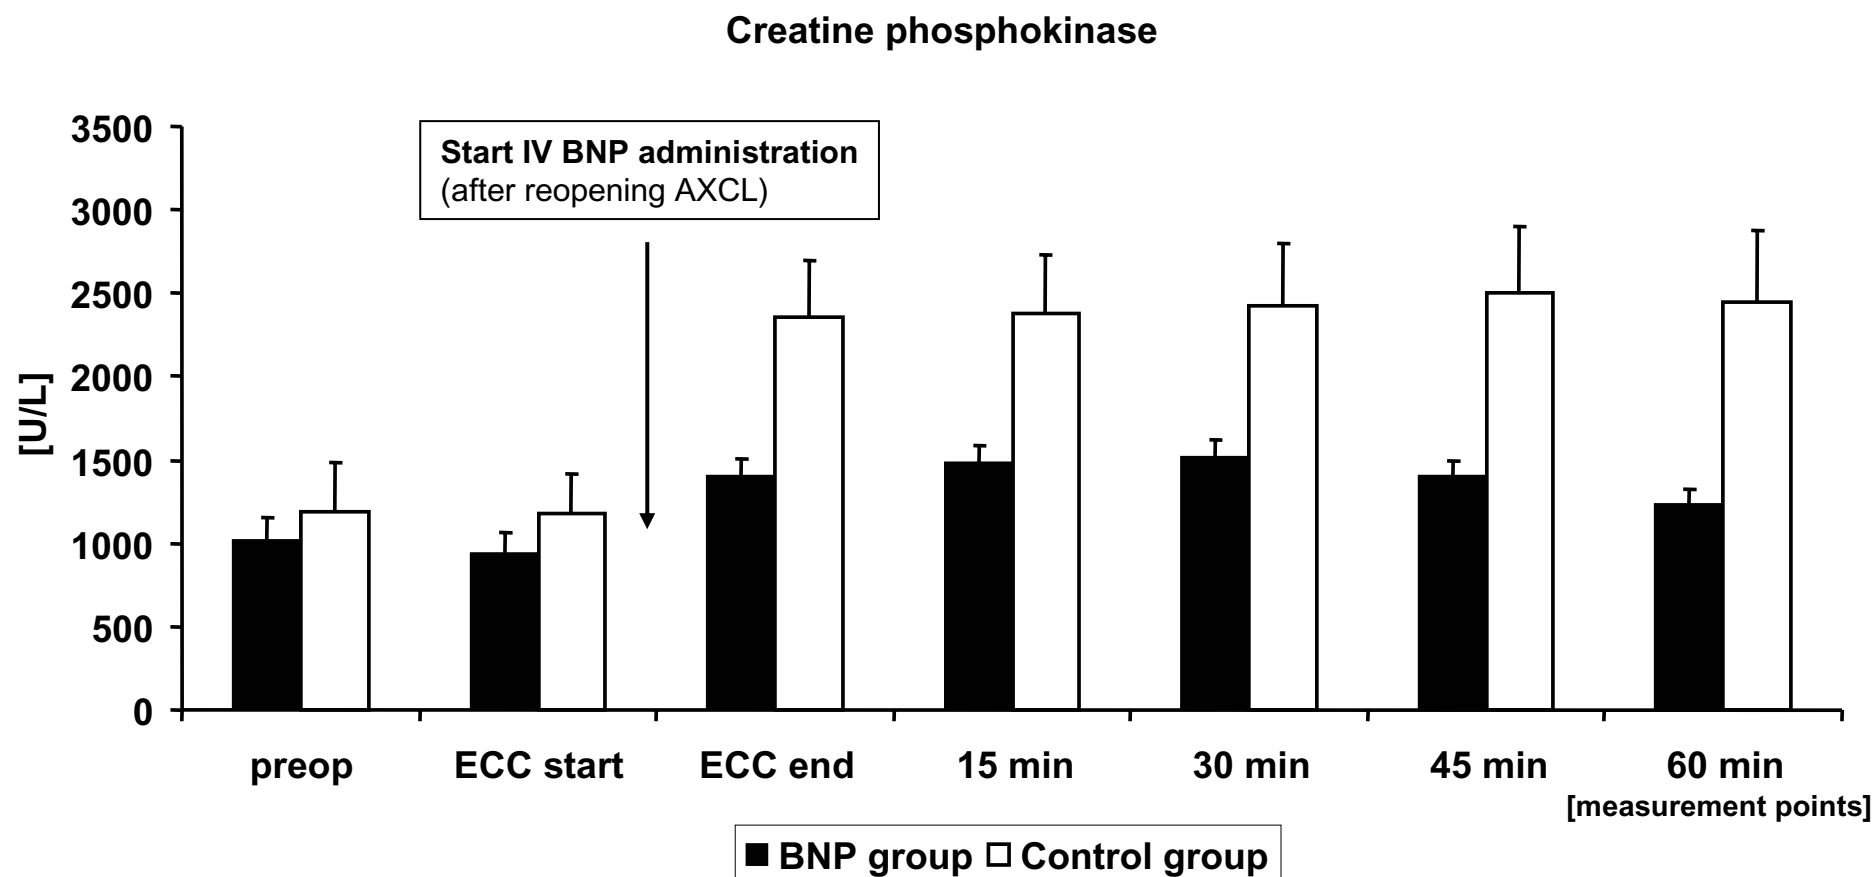 Creatine phosphokinase
Start IV BNP administration
(after reopening AXCL)
3500
3000
2500
2000
1500
1000
500
0
[U/L]
preop ECC start ECC end 15 min 30 min 45 min 60 min
[measurement points]
BNP group Control group